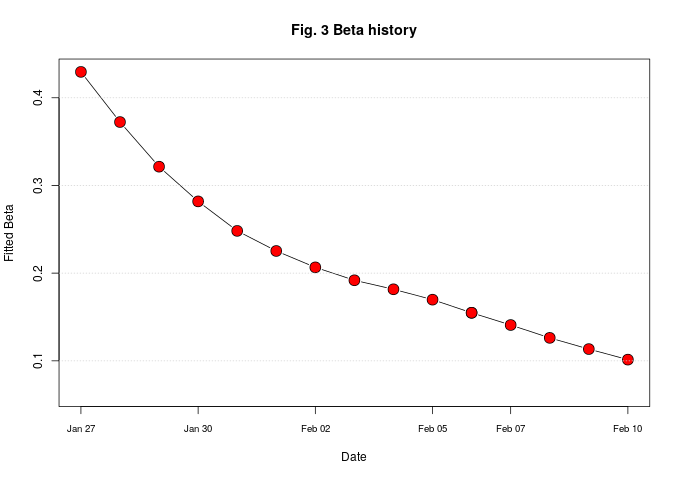 Fig. 3 Beta history
Fitted Beta
0.4
0.3
0.2
0.1
Jan 27 Jan 30 Feb 02 Feb 05 Feb 07 Feb 10
Date